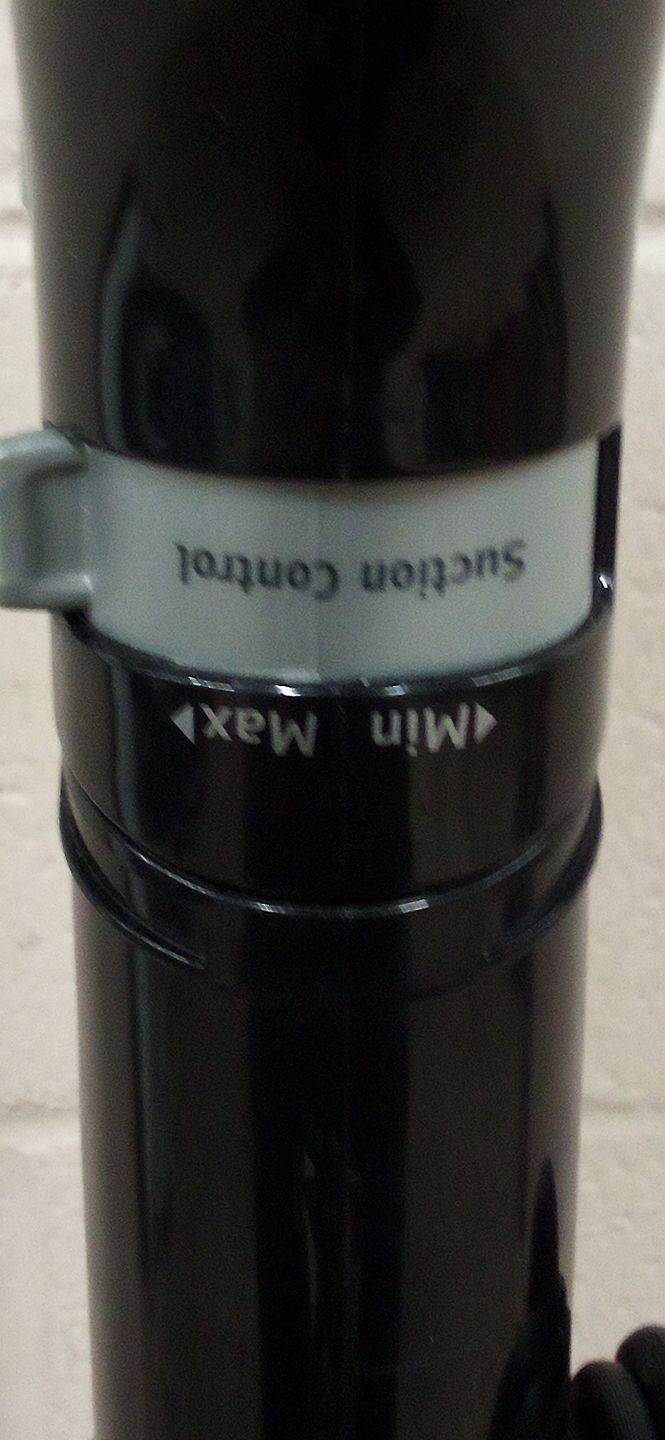 ◀Min Max▶
Suction Control